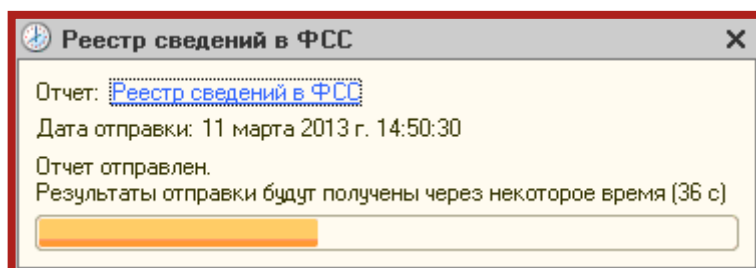 Реестр сведений в ФСС
Отчет: Реестр сведений в ФСС
Дата отправки: 11 марта 2013 г. 14:50:30
Отчет отправлен.
Результаты отправки будут получены через некоторое время (36 с)